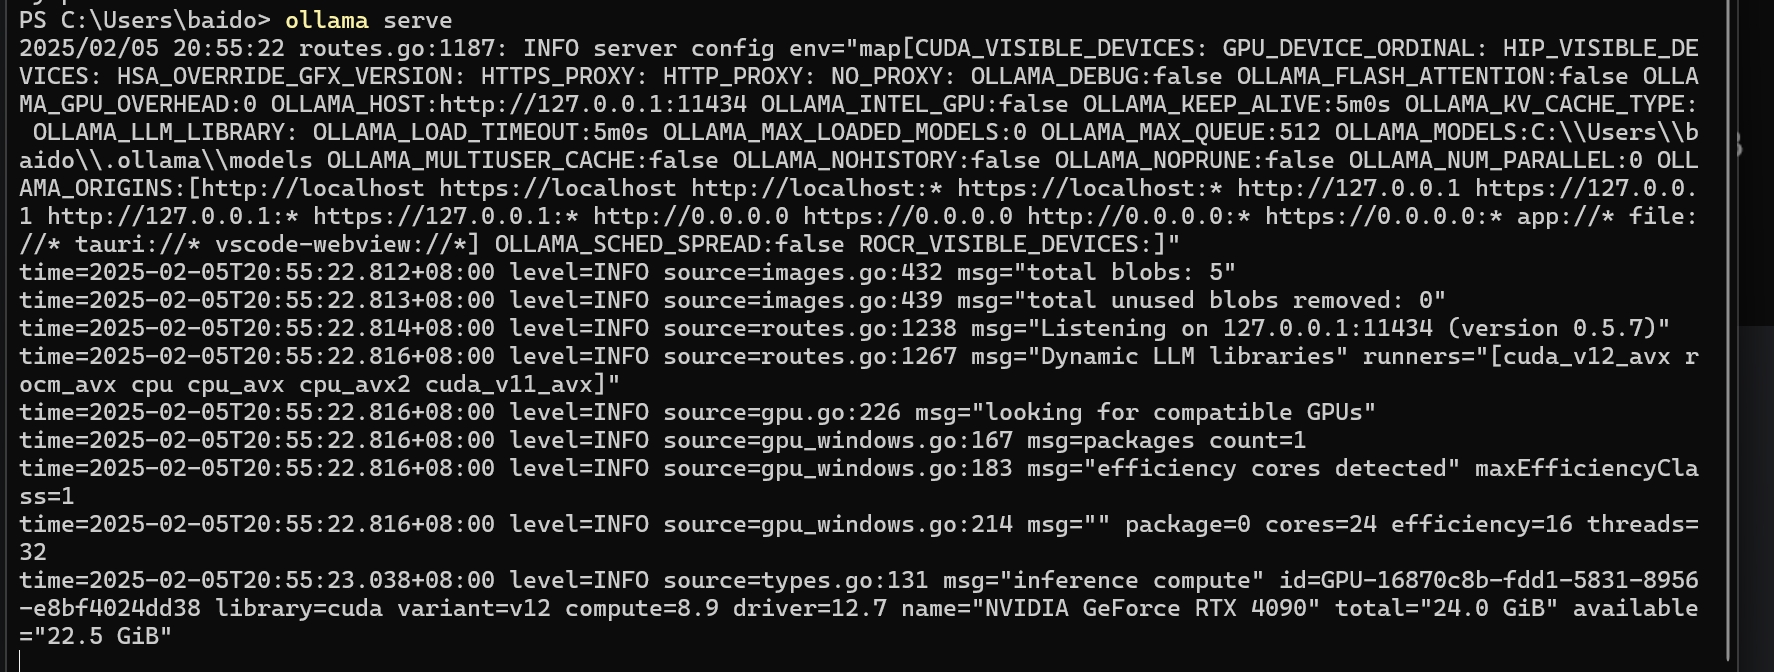 PS C:\Users\baido> ollama serve
2025/02/05 20:55:22 routes.go:1187: INFO server config env="map[CUDA_VISIBLE_DEVICES: GPU_DEVICE_ORDINAL: HIP_VISIBLE_DE
VICES: HSA_OVERRIDE_GFX_VERSION: HTTPS_PROXY: HTTP_PROXY: NO_PROXY: OLLAMA_DEBUG:false OLLAMA_FLASH_ATTENTION:false OLLA
MA_GPU_OVERHEAD:0 OLLAMA_HOST:http://127.0.0.1:11434 OLLAMA_INTEL_GPU:false OLLAMA_KEEP_ALIVE:5m0s OLLAMA_KV_CACHE_TYPE:
 OLLAMA_LLM_LIBRARY: OLLAMA_LOAD_TIMEOUT:5m0s OLLAMA_MAX_LOADED_MODELS:0 OLLAMA_MAX_QUEUE:512 OLLAMA_MODELS:C:\\Users\\b
aido\\.ollama\\models OLLAMA_MULTIUSER_CACHE:false OLLAMA_NOHISTORY:false OLLAMA_NOPRUNE:false OLLAMA_NUM_PARALLEL:0 OLL
AMA_ORIGINS:[http://localhost https://localhost http://localhost:* https://localhost:* http://127.0.0.1 https://127.0.0.
1 http://127.0.0.1:* https://127.0.0.1:* http://0.0.0.0 https://0.0.0.0 http://0.0.0.0:* https://0.0.0.0:* app://* file:
//* tauri://* vscode-webview://*] OLLAMA_SCHED_SPREAD:false ROCR_VISIBLE_DEVICES:]"
time=2025-02-05T20:55:22.812+08:00 level=INFO source=images.go:432 msg="total blobs: 5"
time=2025-02-05T20:55:22.813+08:00 level=INFO source=images.go:439 msg="total unused blobs removed: 0"
time=2025-02-05T20:55:22.814+08:00 level=INFO source=routes.go:1238 msg="Listening on 127.0.0.1:11434 (version 0.5.7)"
time=2025-02-05T20:55:22.816+08:00 level=INFO source=routes.go:1267 msg="Dynamic LLM libraries" runners="[cuda_v12_avx r
ocm_avx cpu cpu_avx cpu_avx2 cuda_v11_avx]"
time=2025-02-05T20:55:22.816+08:00 level=INFO source=gpu.go:226 msg="looking for compatible GPUs"
time=2025-02-05T20:55:22.816+08:00 level=INFO source=gpu_windows.go:167 msg=packages count=1
time=2025-02-05T20:55:22.816+08:00 level=INFO source=gpu_windows.go:183 msg="efficiency cores detected" maxEfficiencyCla
ss=1
time=2025-02-05T20:55:22.816+08:00 level=INFO source=gpu_windows.go:214 msg="" package=0 cores=24 efficiency=16 threads=
32
time=2025-02-05T20:55:23.038+08:00 level=INFO source=types.go:131 msg="inference compute" id=GPU-16870c8b-fdd1-5831-8956
-e8bf4024dd38 library=cuda variant=v12 compute=8.9 driver=12.7 name="NVIDIA GeForce RTX 4090" total="24.0 GiB" available
="22.5 GiB"